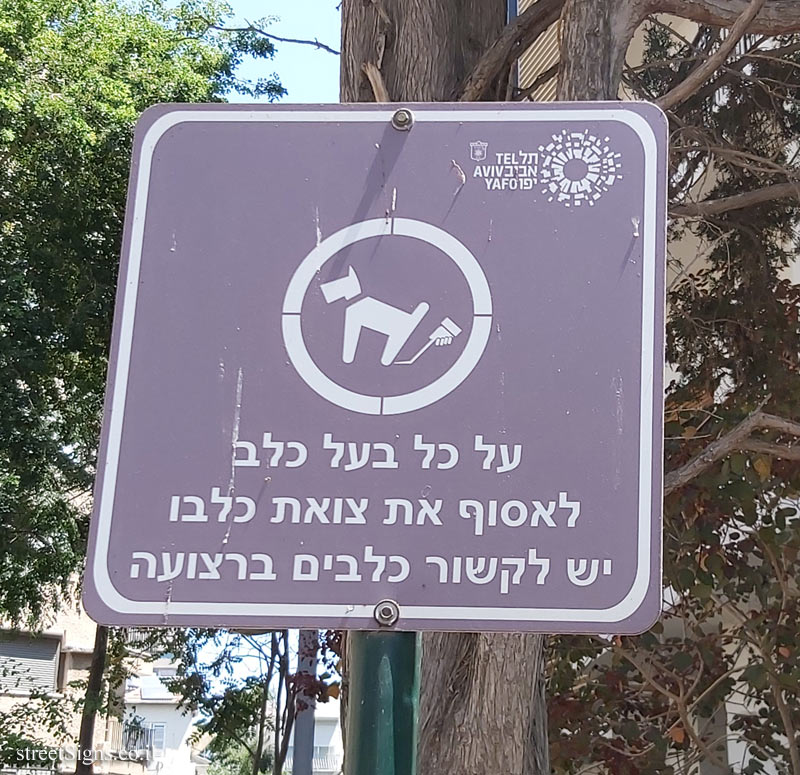 TEL תל
AVIV אביב
YAFO יפו
על כל בעל כלב
לאסוף את צואת כלבו
יש לקשור כלבים ברצועה
streetSigns.co.il